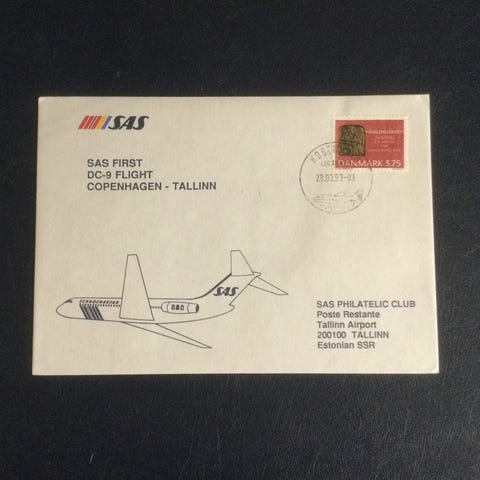 SAS
SAS FIRST
DC-9 FLIGHT
COPENHAGEN - TALLINN
DANMARK 3.75
SCANDINAVIAN
SAS
SAS PHILATELIC CLUB
Poste Restante
Tallinn Airport
200100 TALLINN
Estonian SSR